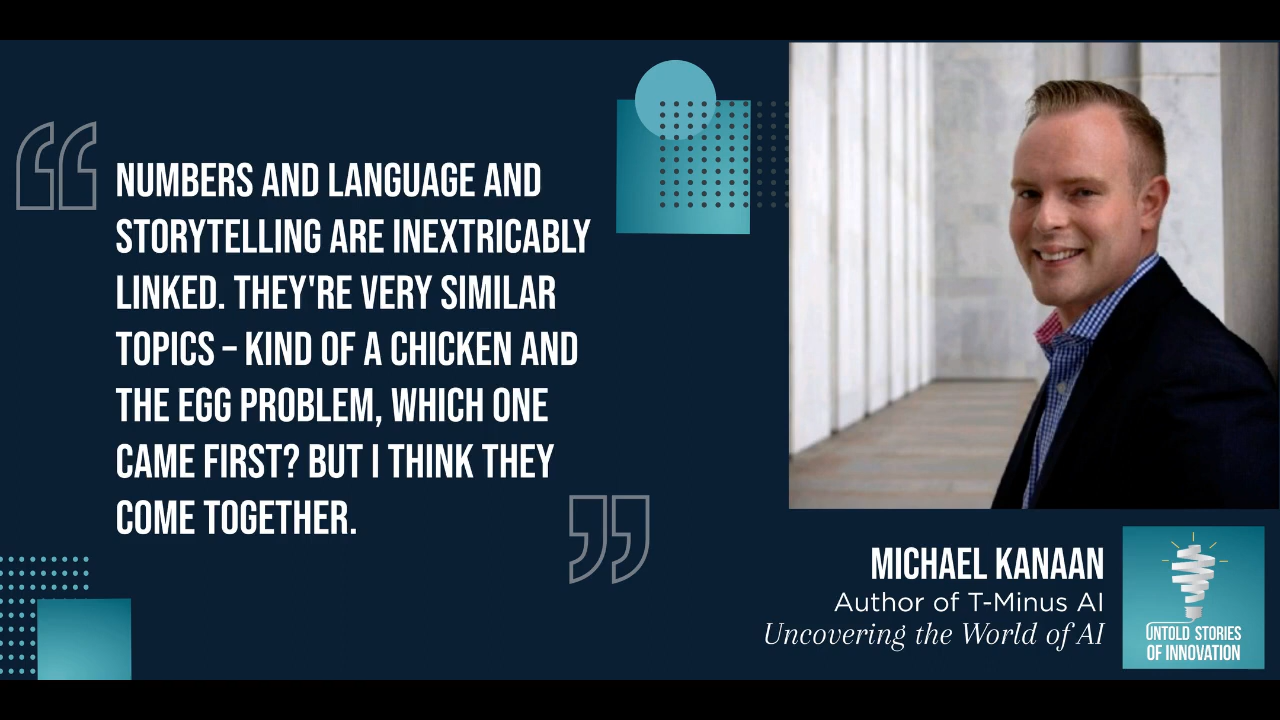 NUMBERS AND LANGUAGE AND
STORYTELLING ARE INEXTRICABLY
LINKED. THEY'RE VERY SIMILAR
TOPICS – KIND OF A CHICKEN AND
THE EGG PROBLEM, WHICH ONE
CAME FIRST? BUT I THINK THEY
COME TOGETHER.
MICHAEL KANAAN
Author of T-Minus AI
Uncovering the World of AI
UNTOLD STORIES
OF INNOVATION